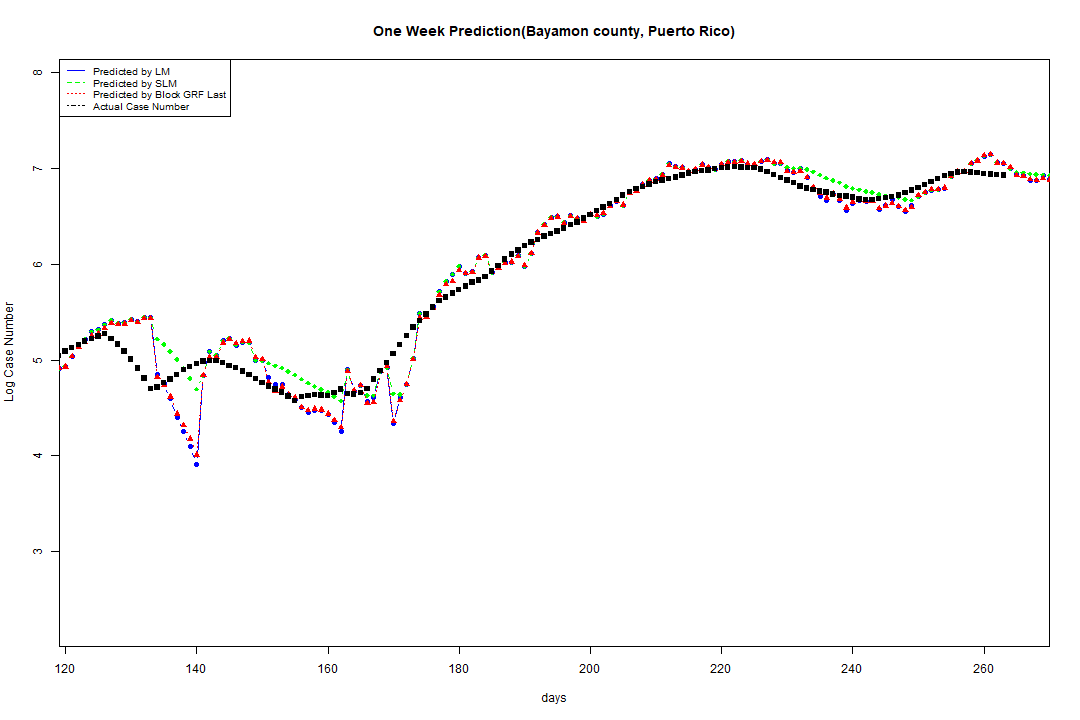 One Week Prediction(Bayamon county, Puerto Rico)
Predicted by LM
Predicted by SLM
Predicted by Block GRF Last
Actual Case Number
8
7
6
5
4
3
Log Case Number
120 140 160 180 200 220 240 260
days